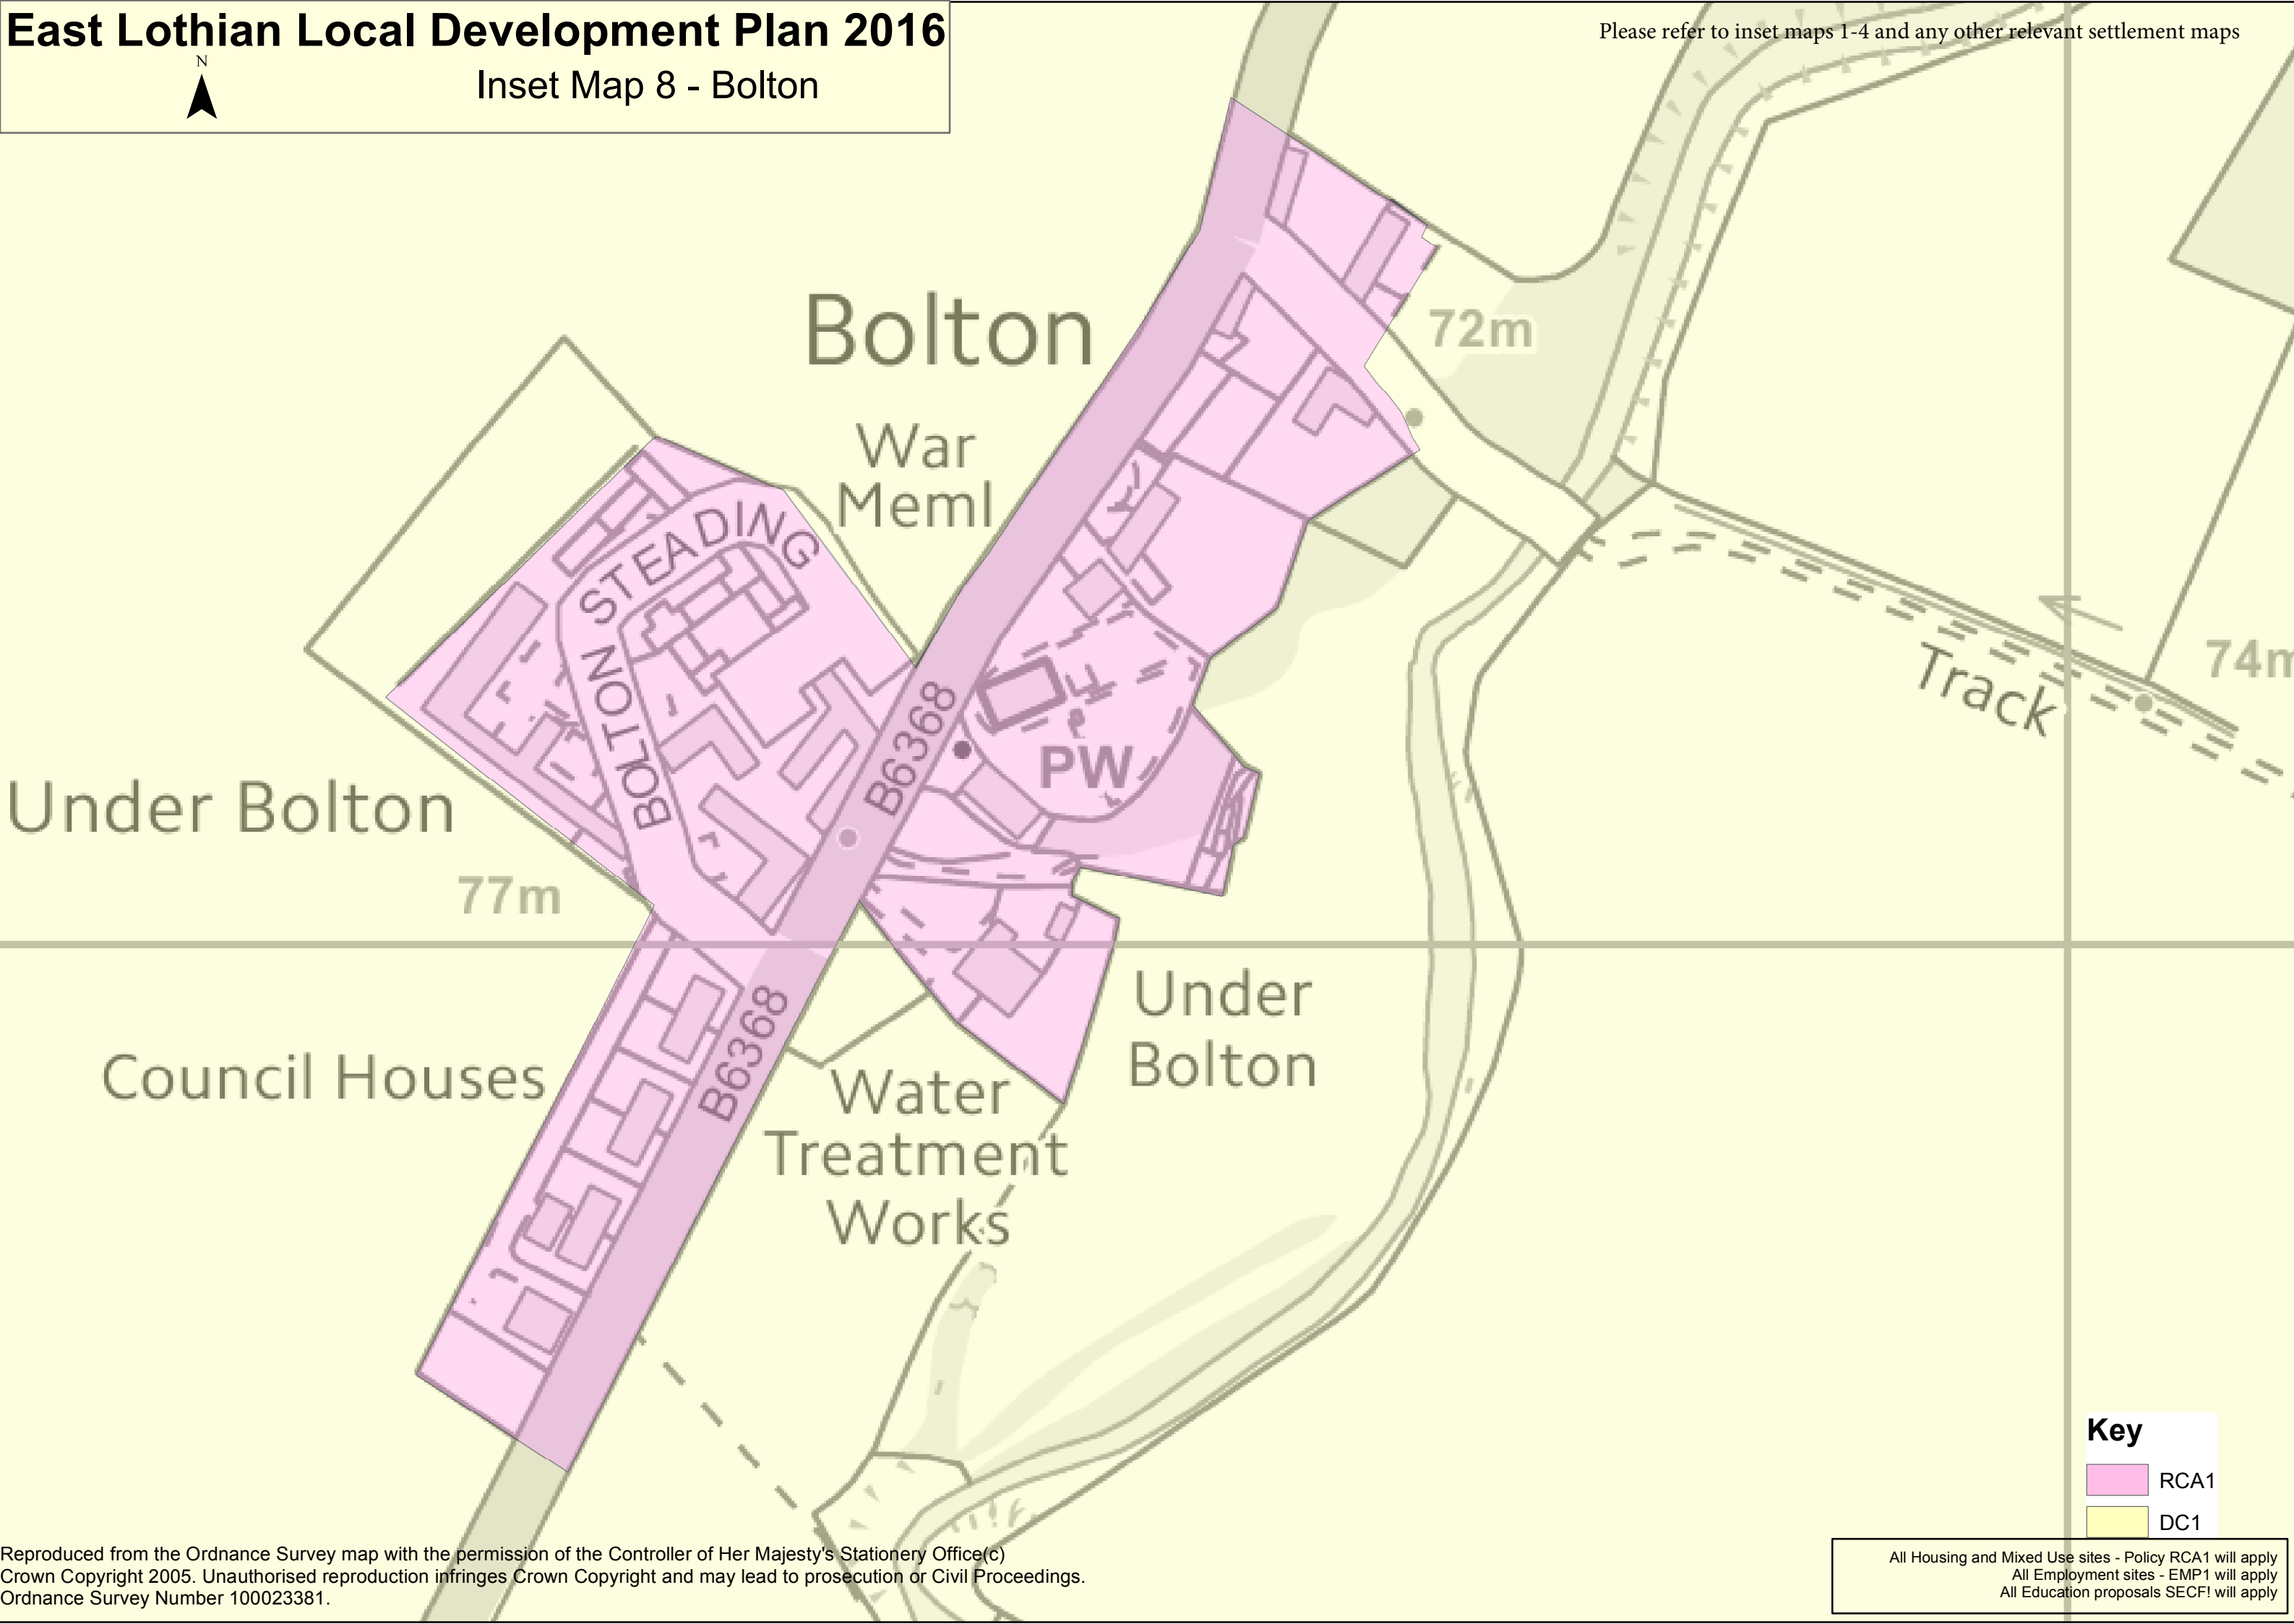 East Lothian Local Development Plan 2016
N
Inset Map 8 - Bolton
Please refer to inset maps 1-4 and any other relevant settlement maps
Bolton
72m
War
Meml
STEADING
BOLTON
B6368
PW
Track
74m
Under Bolton
77m
Under
Bolton
B6368
Council Houses
Water
Treatment
Works
Key
RCA1
DC1
Reproduced from the Ordnance Survey map with the permission of the Controller of Her Majesty's Stationery Office(c)
Crown Copyright 2005. Unauthorised reproduction infringes Crown Copyright and may lead to prosecution or Civil Proceedings.
Ordnance Survey Number 100023381.
All Housing and Mixed Use sites - Policy RCA1 will apply
All Employment sites - EMP1 will apply
All Education proposals SECF! will apply